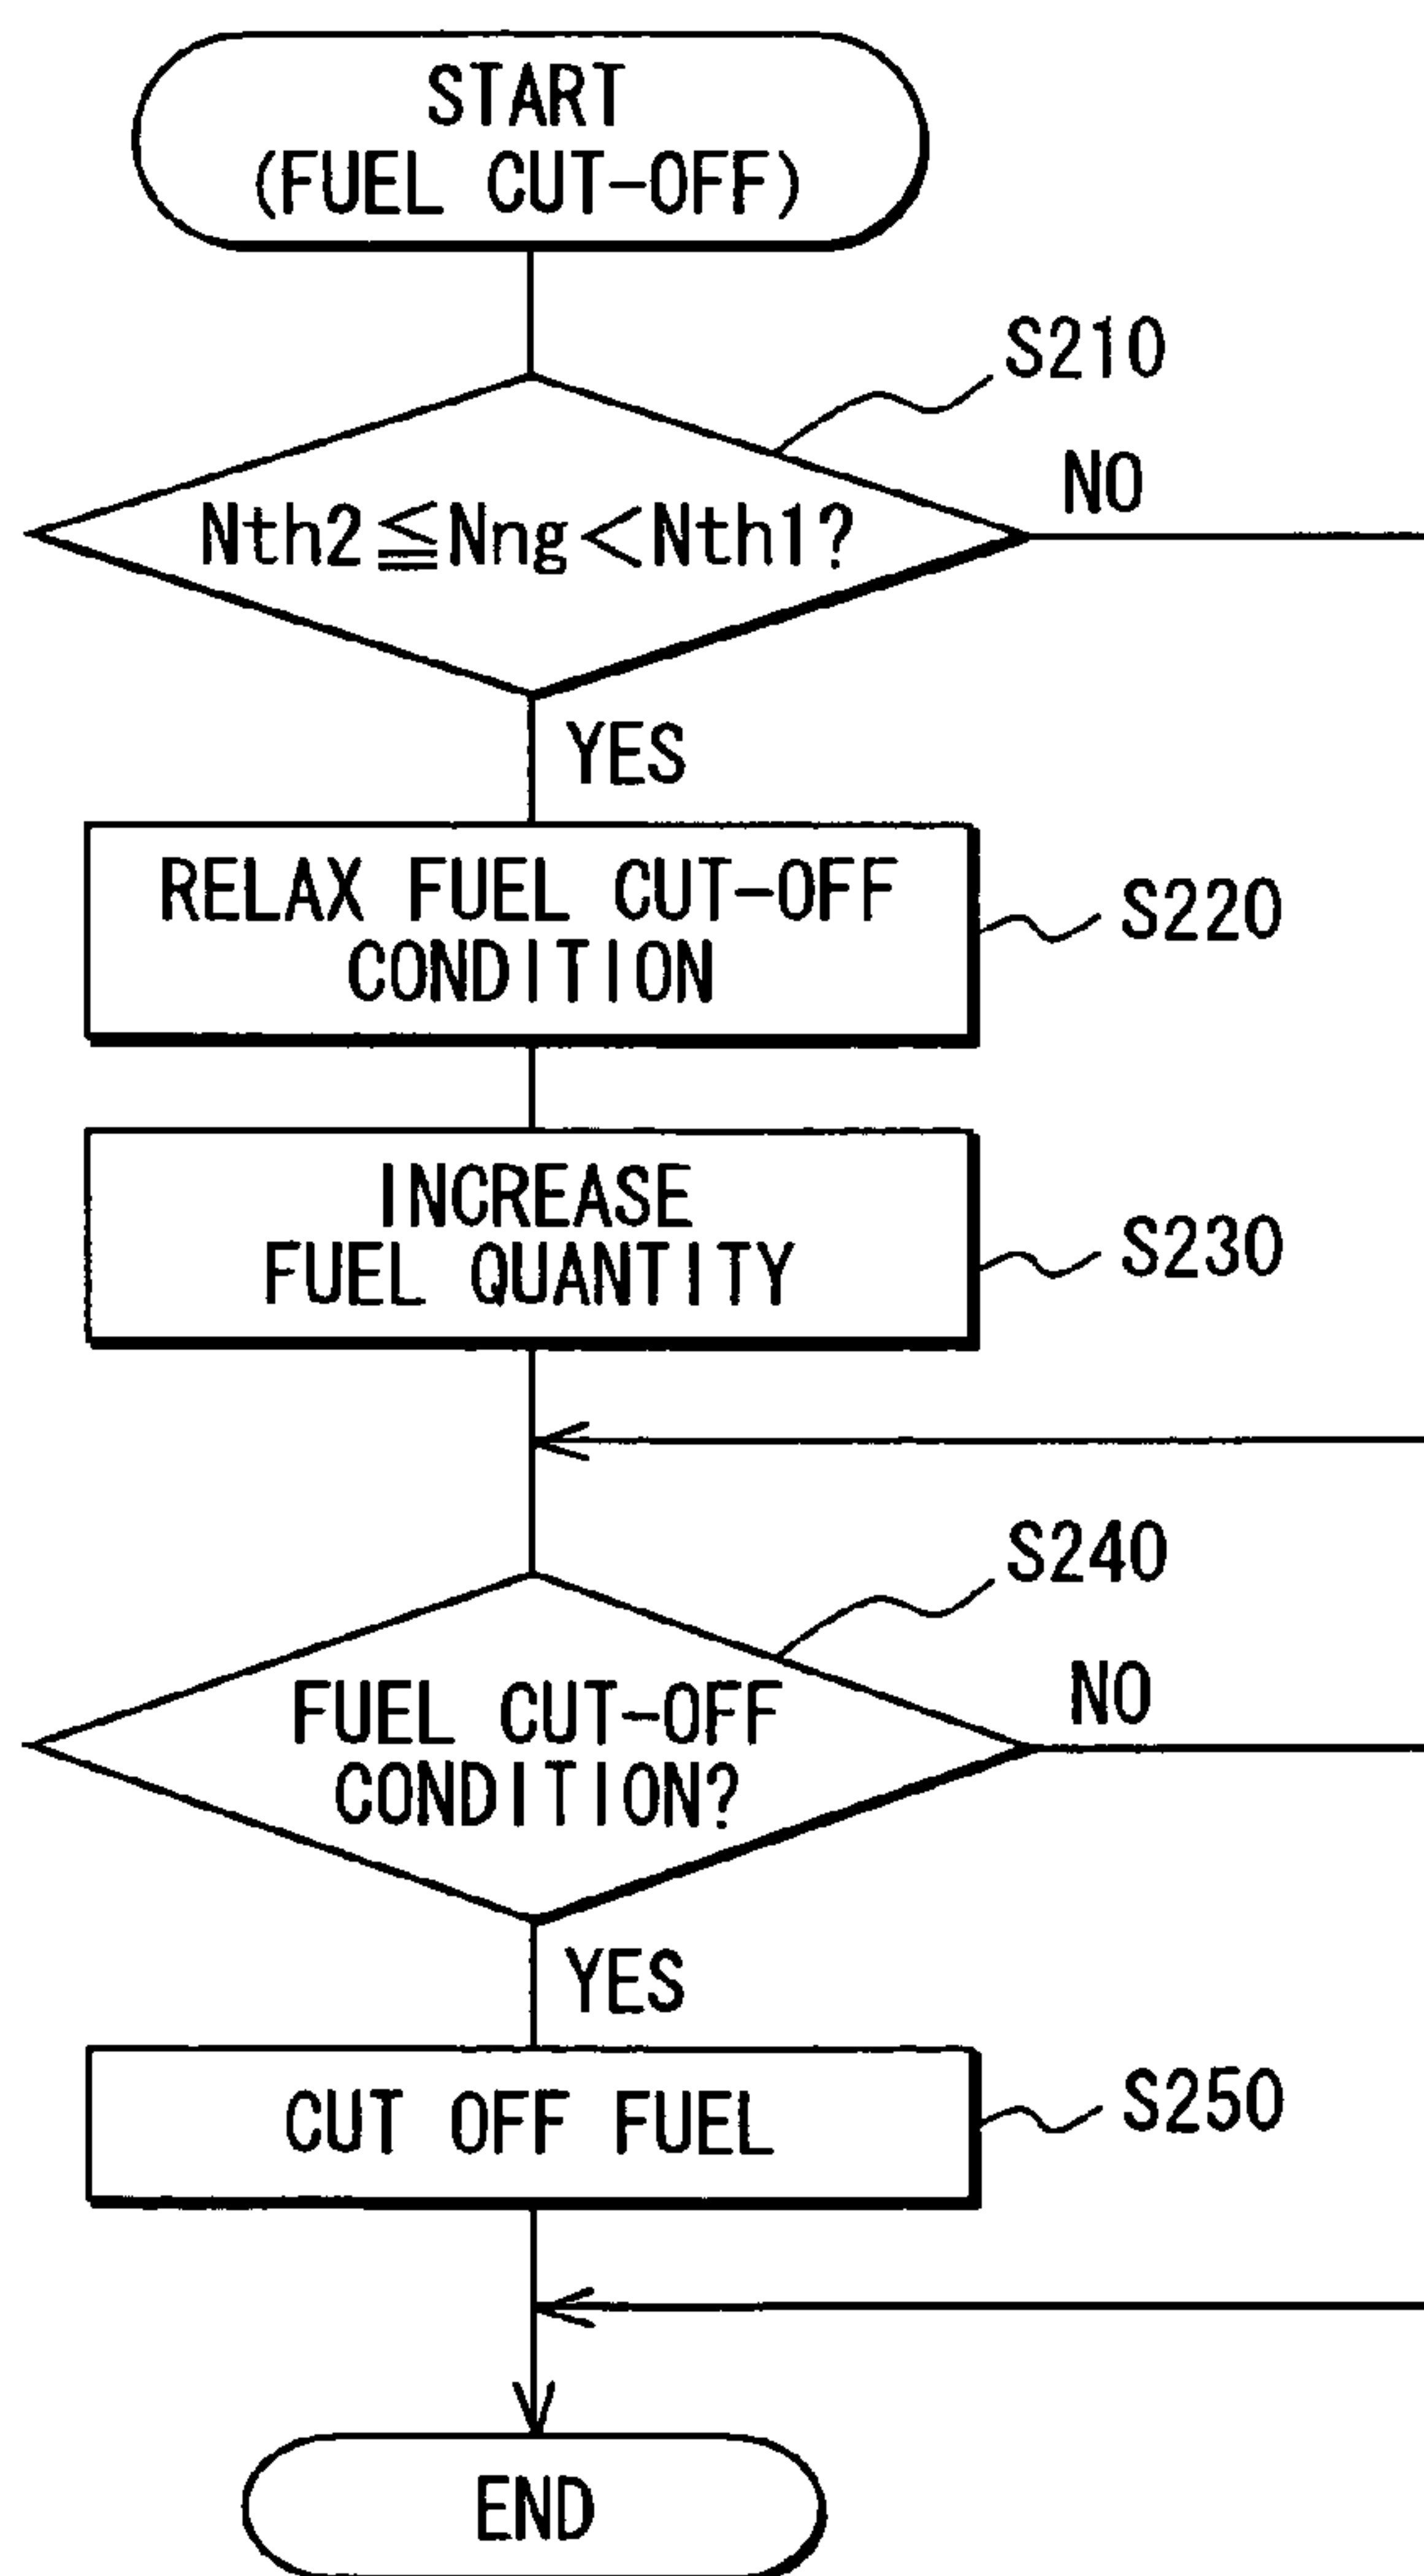 START
(FUEL CUT-OFF)
S210
NO
Nth2≦Nng<Nth1?
YES
RELAX FUEL CUT-OFF
CONDITION
S220
INCREASE
FUEL QUANTITY
S230
S240
NO
FUEL CUT-OFF
CONDITION?
YES
CUT OFF FUEL
S250
END